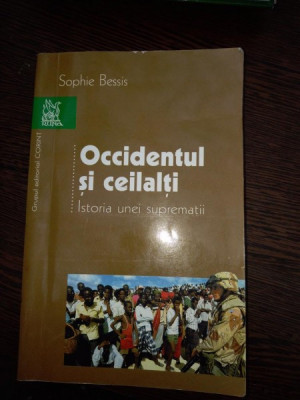 Sophie Bessis
Grupul editorial CORINT
Occidentul
și ceilalți
Istoria unei supremații